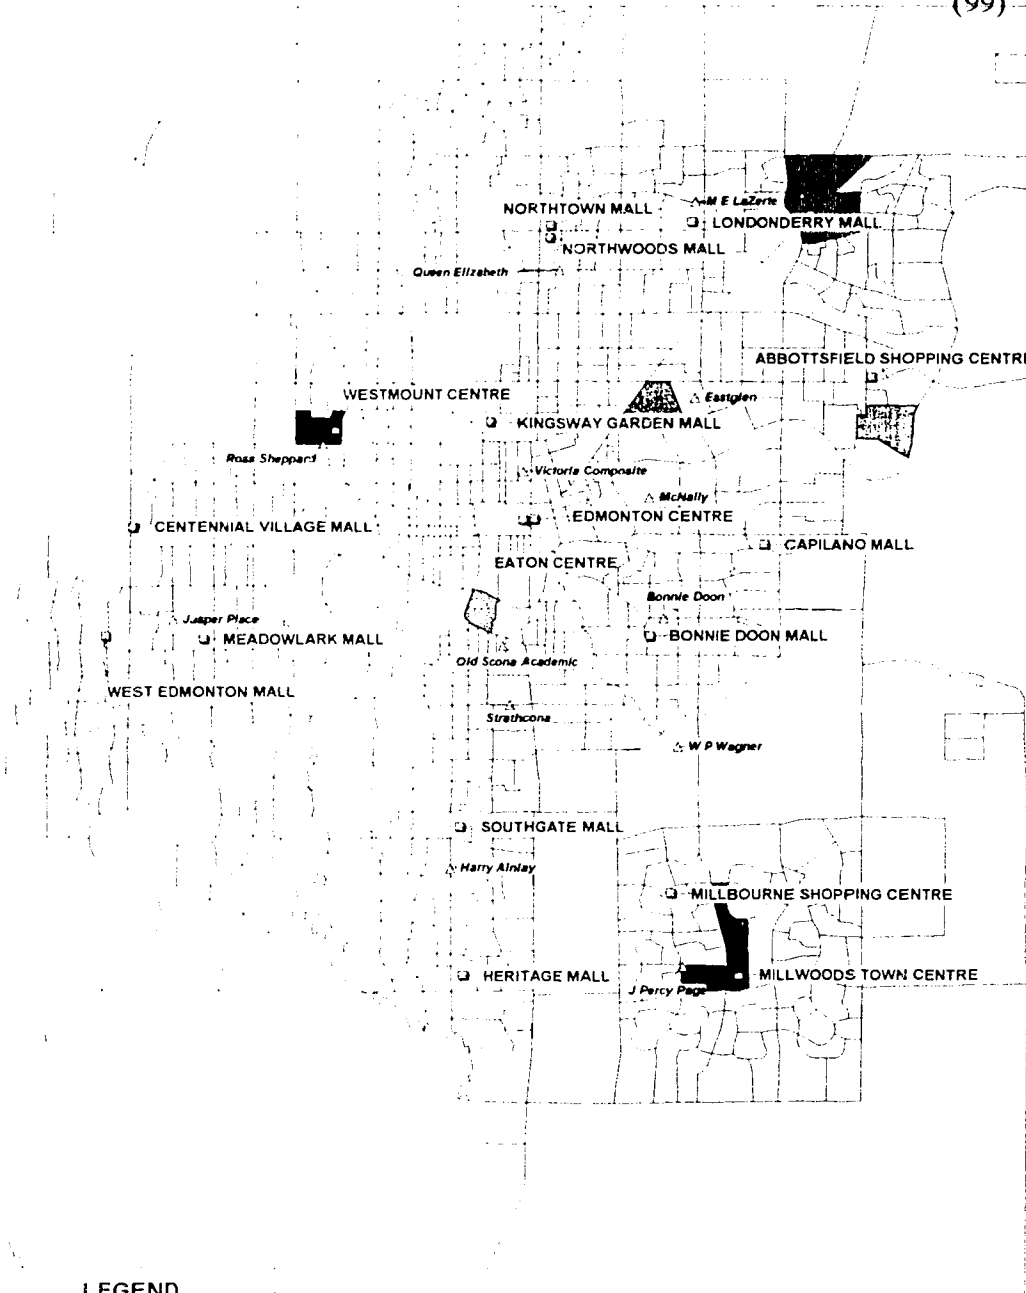 (99)
M E LaZerte
NORTHTOWN MALL
LONDONDERRY MALL
NORTHWOODS MALL
Queen Elizabeth
ABBOTTSFIELD SHOPPING CENTRE
WESTMOUNT CENTRE
Eastglen
KINGSWAY GARDEN MALL
Ross Sheppard
Victoria Composite
McNally
EDMONTON CENTRE
CENTENNIAL VILLAGE MALL
CAPILANO MALL
EATON CENTRE
Bonnie Doon
Jasper Place
MEADOWLARK MALL
BONNIE DOON MALL
Old Scona Academic
WEST EDMONTON MALL
Strathcona
W P Wagner
SOUTHGATE MALL
Harry Ainlay
MILLBOURNE SHOPPING CENTRE
HERITAGE MALL
MILLWOODS TOWN CENTRE
J Percy Page
LEGEND